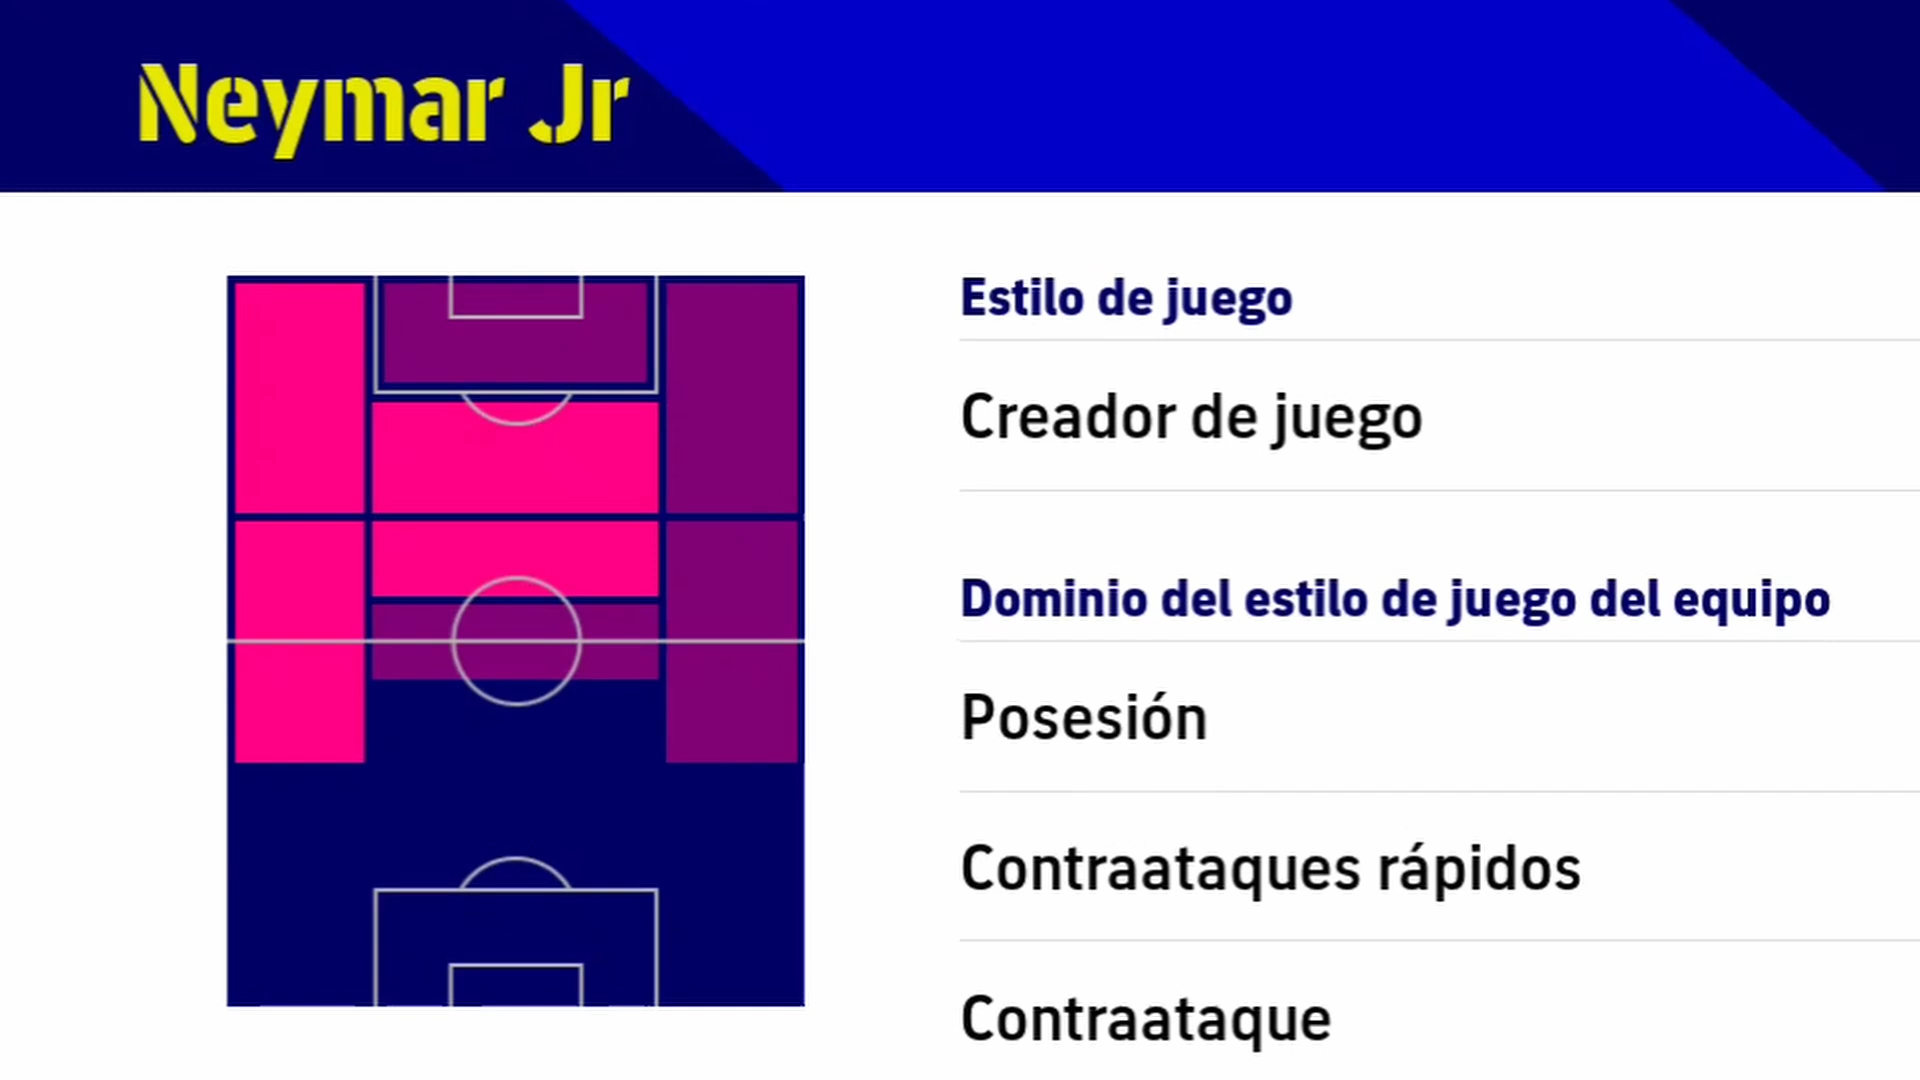 Neymar Jr
Estilo de juego
Creador de juego
Dominio del estilo de juego del equipo
Posesión
Contraataques rápidos
Contraataque